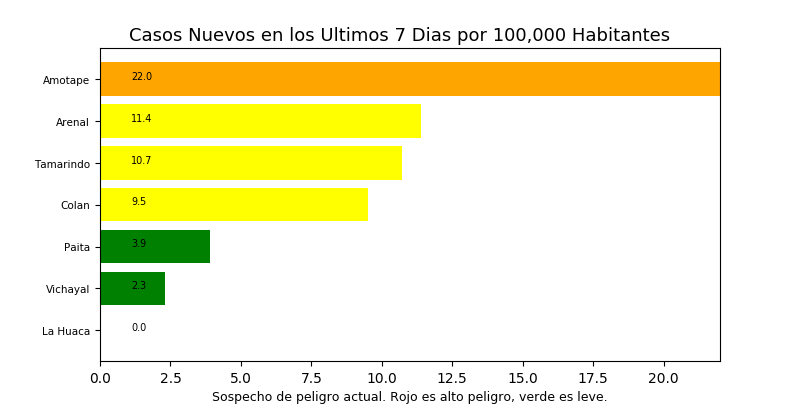 Casos Nuevos en los Ultimos 7 Dias por 100,000 Habitantes
Amotape 22.0
Arenal 11.4
Tamarindo 10.7
Colan 9.5
Paita 3.9
Vichayal 2.3
La Huaca 0.0
0.0 2.5 5.0 7.5 10.0 12.5 15.0 17.5 20.0
Sospecho de peligro actual. Rojo es alto peligro, verde es leve.